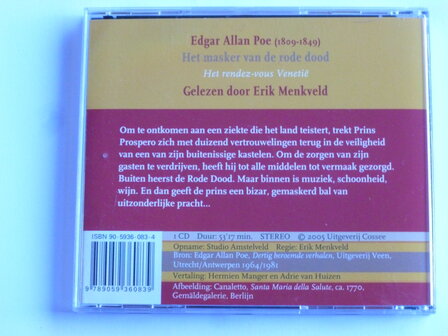 Edgar Allan Poe (1809-1849)
Het masker van de rode dood
Het rendez-vous Venetië
Gelezen door Erik Menkveld
Om te ontkomen aan een ziekte die het land teistert, trekt Prins
Prospero zich met duizend vertrouwelingen terug in de veiligheid
van een van zijn buitenissige kastelen. Om de zorgen van zijn
gasten te verdrijven, heeft hij tot alle middelen tot vermaak gezorgd.
Buiten heerst de Rode Dood. Maar binnen is muziek, schoonheid,
wijn. En dan geeft de prins een bizar, gemaskerd bal van
uitzonderlijke pracht...
ISBN 90-5936-083-4
9 789059 360839
1 CD Duur: 53'17 min. STEREO © 2005 Uitgeverij Cossee
Opname: Studio Amstelveld Regie: Erik Menkveld
Bron: Edgar Allan Poe, Dertig beroemde verhalen, Uitgeverij Veen,
Utrecht/Antwerpen 1964/1981
Vertaling: Hermien Manger en Adrie van Huizen
Afbeelding: Canaletto, Santa Maria della Salute, ca. 1770,
Gemäldegalerie, Berlijn